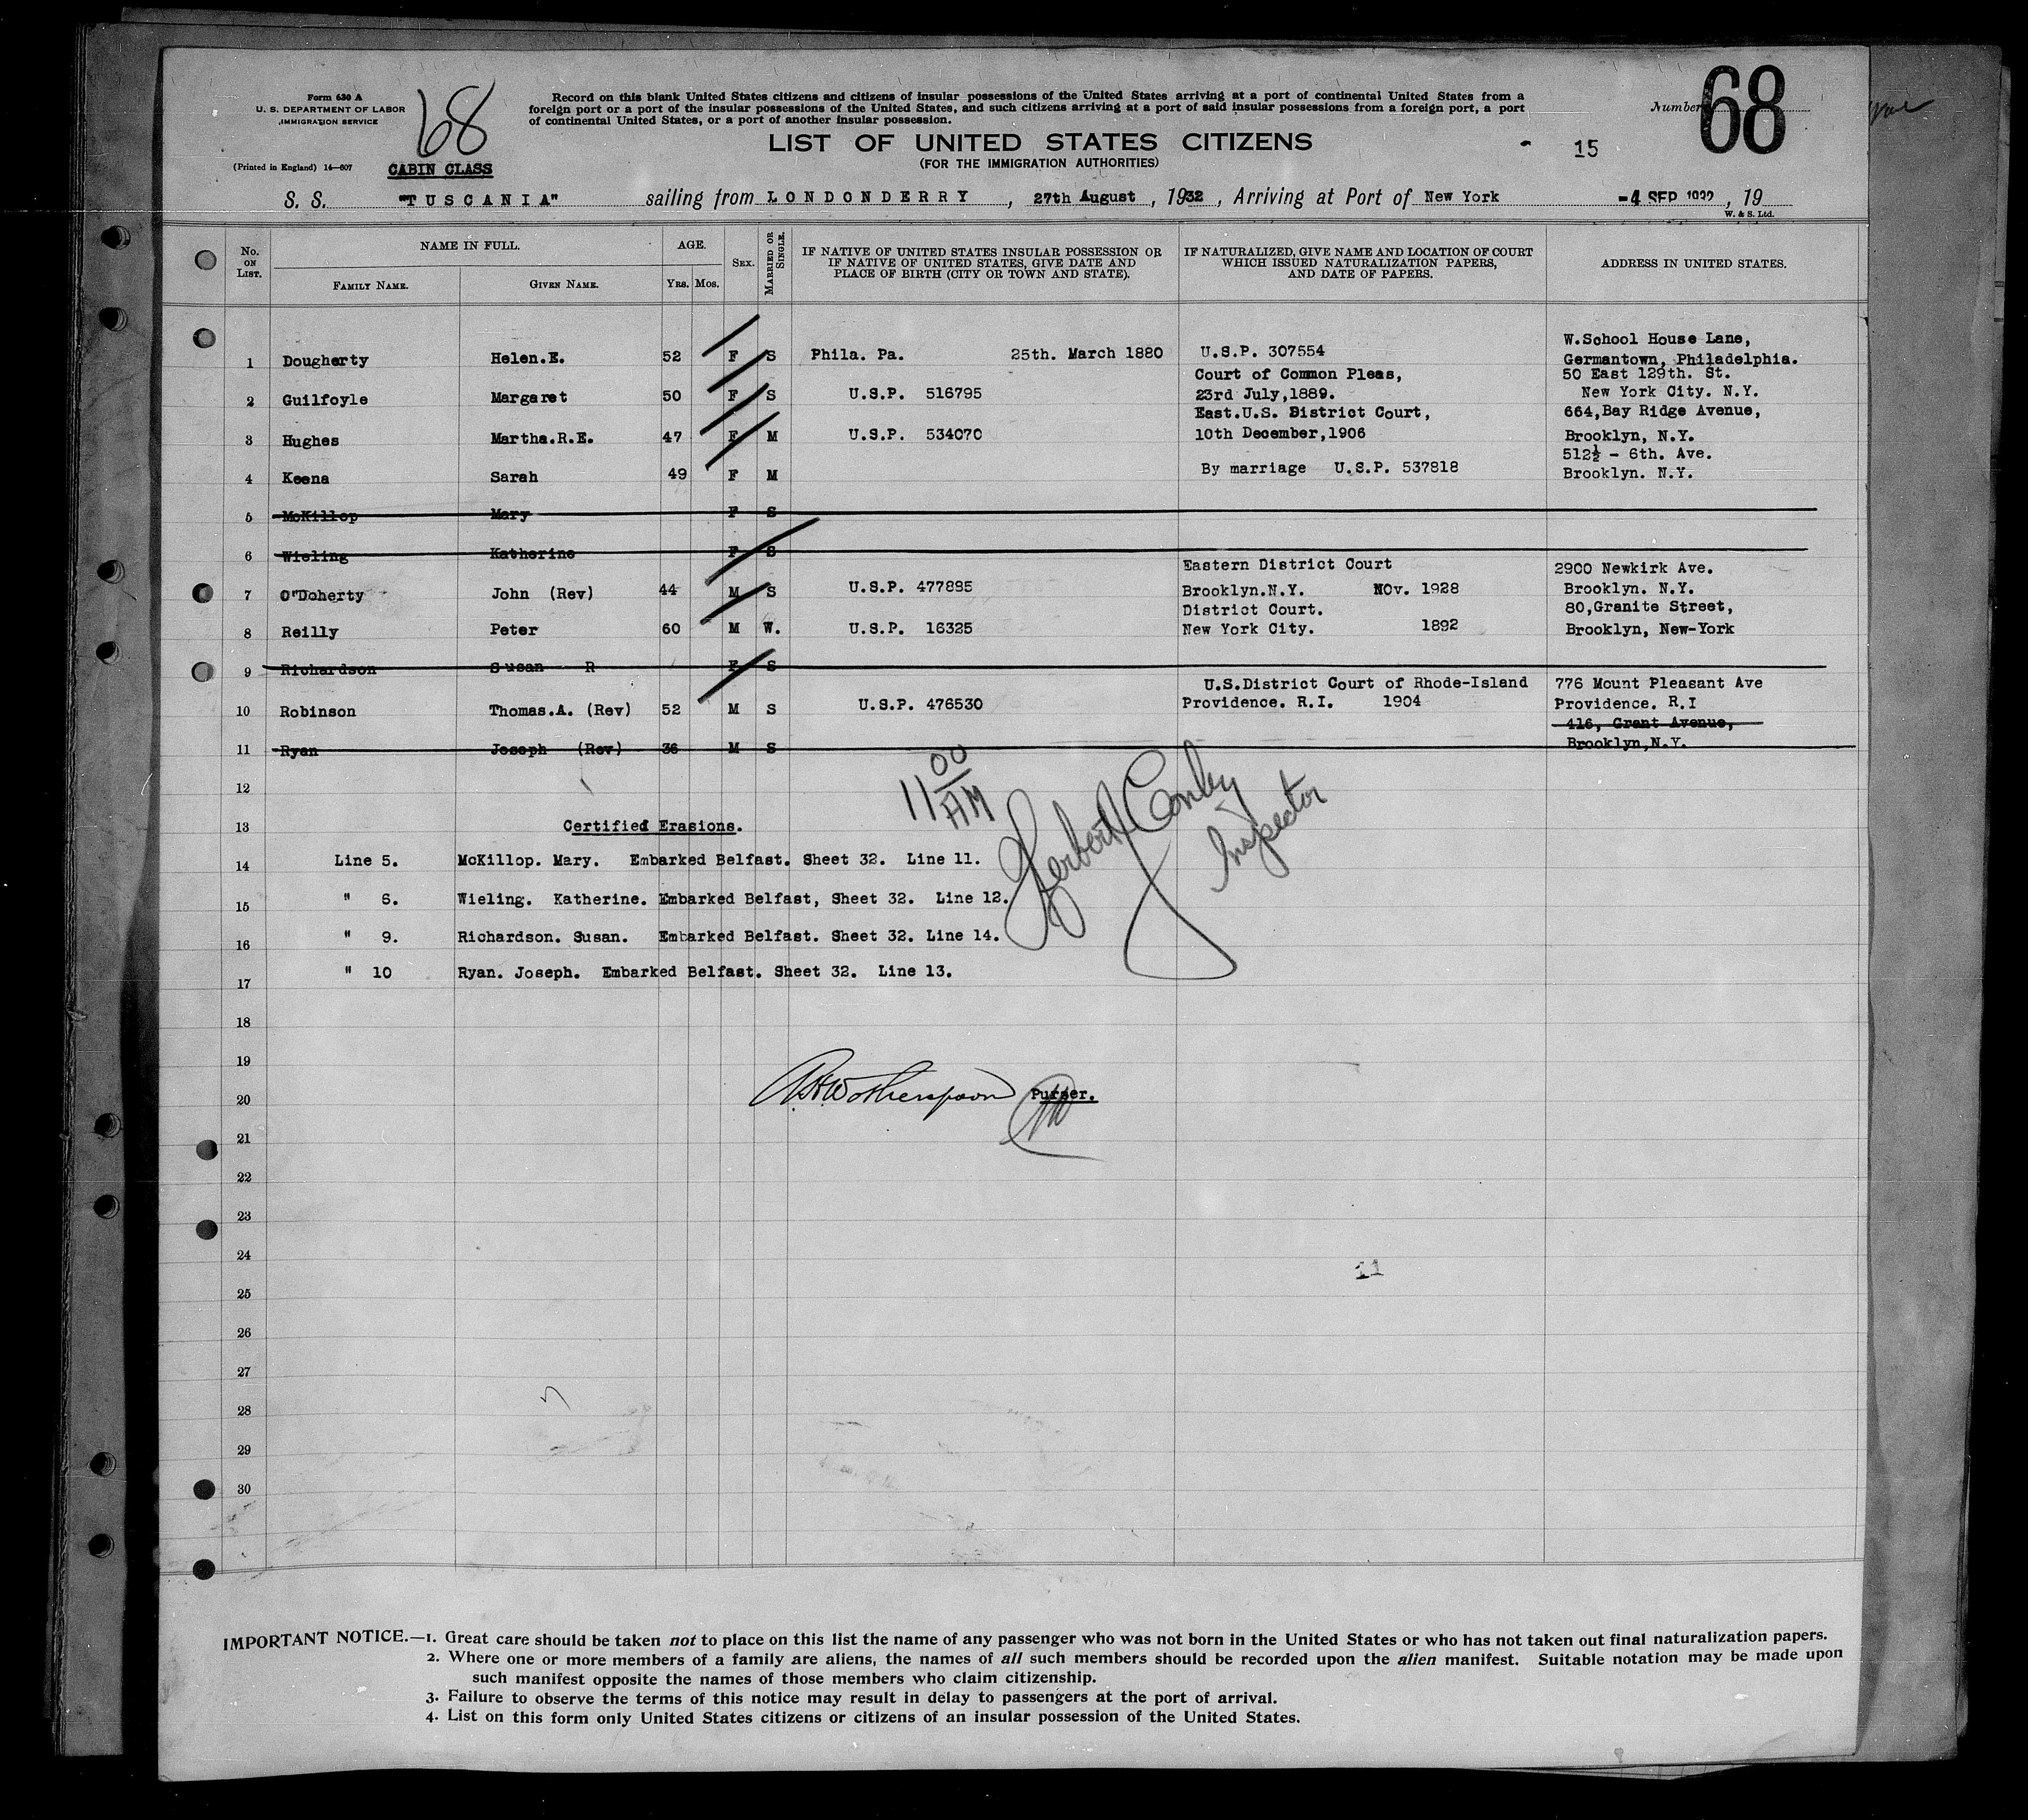 Form 630 A
U. S. DEPARTMENT OF LABOR
IMMIGRATION SERVICE
(Printed in England) 14—607
68
CABIN CLASS
Record on this blank United States citizens and citizens of insular possessions of the United States arriving at a port of continental United States from a
foreign port or a port of the insular possessions of the United States, and such citizens arriving at a port of said insular possessions from a foreign port, a port
of continental United States, or a port of another insular possession.
LIST OF UNITED STATES CITIZENS
(FOR THE IMMIGRATION AUTHORITIES)
- 15
Number 68
S. S. "TUSCANIA" sailing from LONDONDERRY, 27th August, 1932, Arriving at Port of New York -4 SEP 1932, 19
W. & S. Ltd.
No. ON LIST. NAME IN FULL. AGE. SEX. MARRIED OR SINGLE. IF NATIVE OF UNITED STATES INSULAR POSSESSION OR IF NATIVE OF UNITED STATES, GIVE DATE AND PLACE OF BIRTH (CITY OR TOWN AND STATE). IF NATURALIZED, GIVE NAME AND LOCATION OF COURT WHICH ISSUED NATURALIZATION PAPERS, AND DATE OF PAPERS. ADDRESS IN UNITED STATES.
FAMILY NAME. GIVEN NAME. YRS. MOS.
1 Dougherty Helen.E. 52 F S Phila. Pa. 25th. March 1880 U.S.P. 307554 W.School House Lane,
Germantown, Philadelphia.
Court of Common Pleas, 50 East 129th. St.
2 Guilfoyle Margaret 50 F S U.S.P. 516795 23rd July,1889. New York City. N.Y.
East.U.S. District Court, 664,Bay Ridge Avenue,
3 Hughes Martha.R.E. 47 F M U.S.P. 534070 10th December,1906 Brooklyn, N.Y.
512½ - 6th. Ave.
4 Keena Sarah 49 F M By marriage U.S.P. 537818 Brooklyn. N.Y.
5 McKillop Mary F S
6 Wieling Katherine F S
Eastern District Court 2900 Newkirk Ave.
7 O"Doherty John (Rev) 44 M S U.S.P. 477885 Brooklyn.N.Y. NOv. 1928 Brooklyn. N.Y.
District Court. 80,Granite Street,
8 Reilly Peter 60 M W. U.S.P. 16325 New York City. 1892 Brooklyn, New-York
9 Richardson Susan R F S
U.S.District Court of Rhode-Island 776 Mount Pleasant Ave
10 Robinson Thomas.A. (Rev) 52 M S U.S.P. 476530 Providence. R.I. 1904 Providence. R.I
416, Grant Avenue,
11 Ryan Joseph (Rev) 36 M S Brooklyn,N.Y.
12
11 00 AM
Herbert Conley
Inspector
13 Certified Erasions.
14 Line 5. McKillop. Mary. Embarked Belfast. Sheet 32. Line 11.
15 " 6. Wieling. Katherine. Embarked Belfast, Sheet 32. Line 12.
16 " 9. Richardson. Susan. Embarked Belfast. Sheet 32. Line 14.
17 " 10 Ryan. Joseph. Embarked Belfast. Sheet 32. Line 13.
18
19
20 Wotherspoon Purser.
21
22
23
24
11
25
26
27
28
29
30
IMPORTANT NOTICE.—1. Great care should be taken not to place on this list the name of any passenger who was not born in the United States or who has not taken out final naturalization papers.
2. Where one or more members of a family are aliens, the names of all such members should be recorded upon the alien manifest. Suitable notation may be made upon
such manifest opposite the names of those members who claim citizenship.
3. Failure to observe the terms of this notice may result in delay to passengers at the port of arrival.
4. List on this form only United States citizens or citizens of an insular possession of the United States.